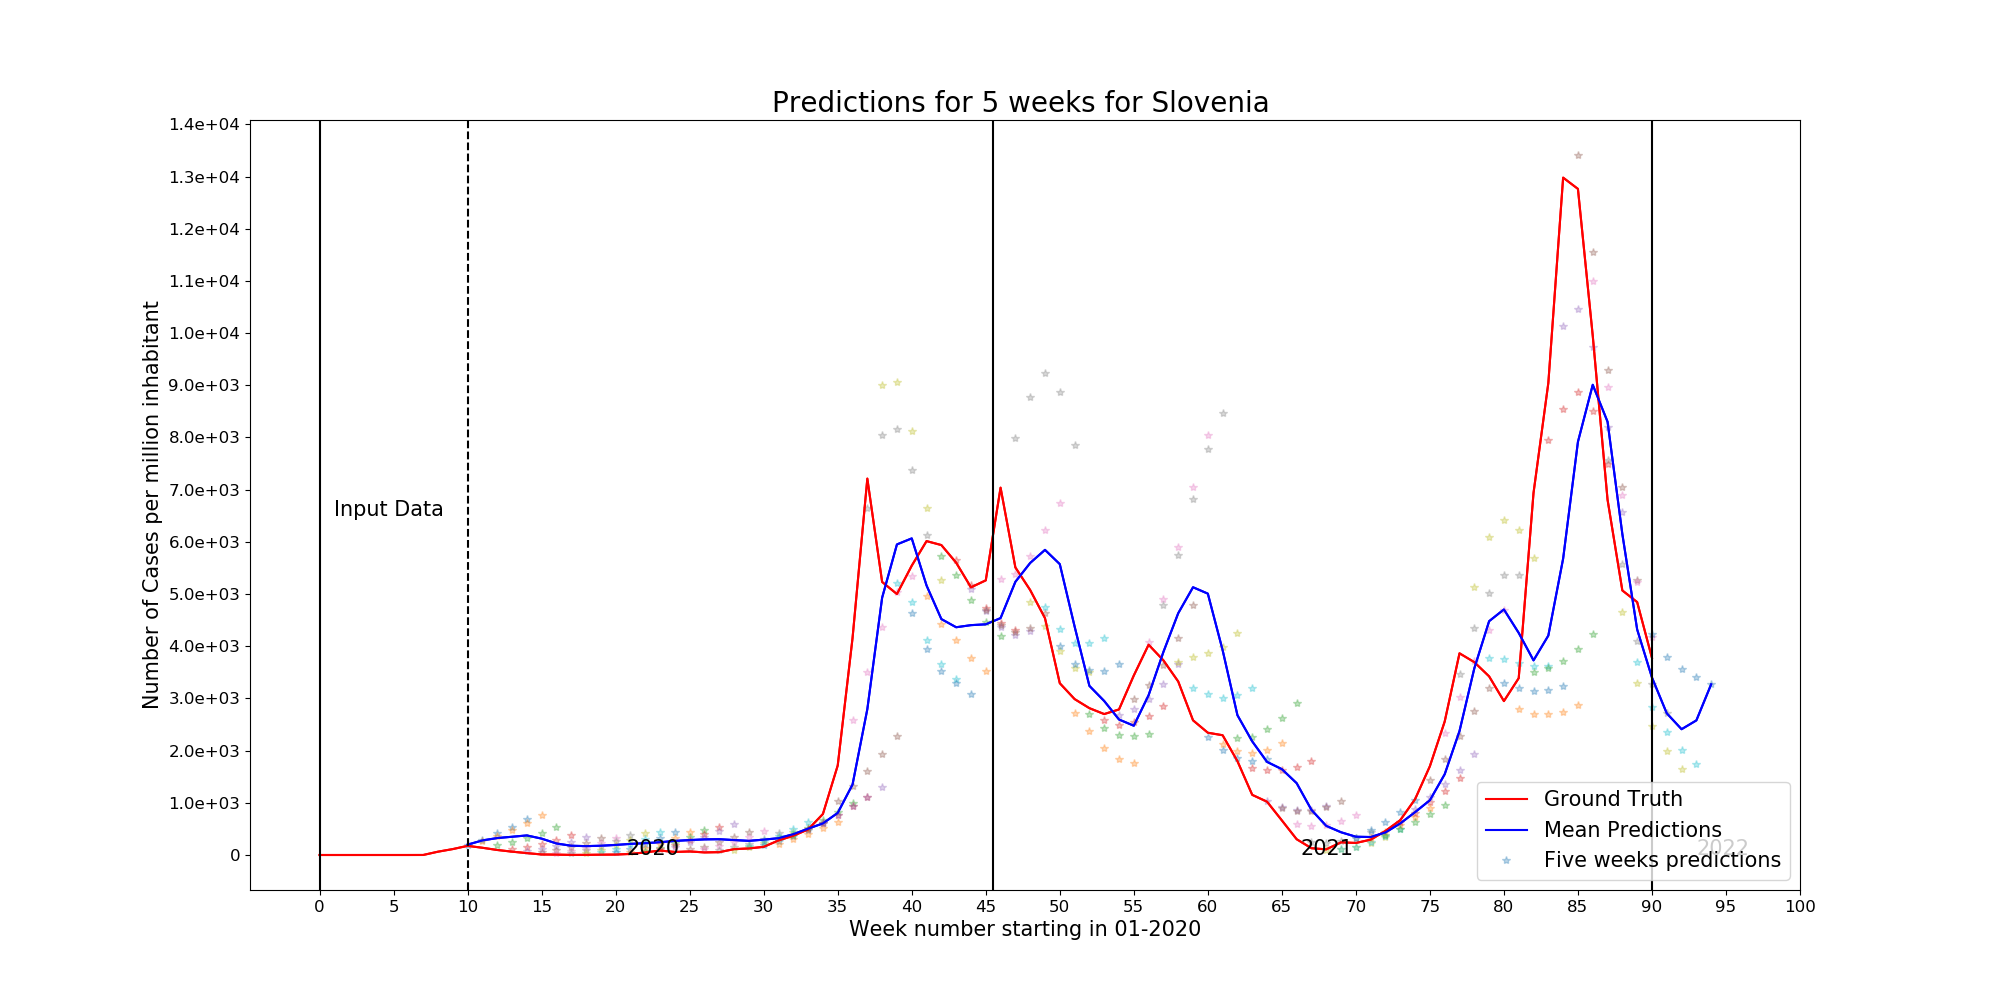 Predictions for 5 weeks for Slovenia
1.4e+04
1.3e+04
1.2e+04
1.1e+04
1.0e+04
9.0e+03
8.0e+03
7.0e+03
6.0e+03
5.0e+03
4.0e+03
3.0e+03
2.0e+03
1.0e+03
0
Number of Cases per million inhabitant
Input Data
2020
2021
2022
Ground Truth
Mean Predictions
Five weeks predictions
0 5 10 15 20 25 30 35 40 45 50 55 60 65 70 75 80 85 90 95 100
Week number starting in 01-2020